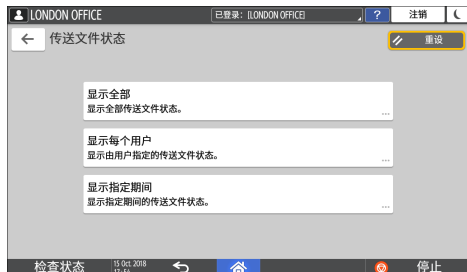 LONDON OFFICE
已登录： [LONDON OFFICE]
?
注销
传送文件状态
重设
显示全部
显示全部传送文件状态。
...
显示每个用户
显示由用户指定的传送文件状态。
...
显示指定期间
显示指定期间的传送文件状态。
...
检查状态
15 Oct. 2018
停止